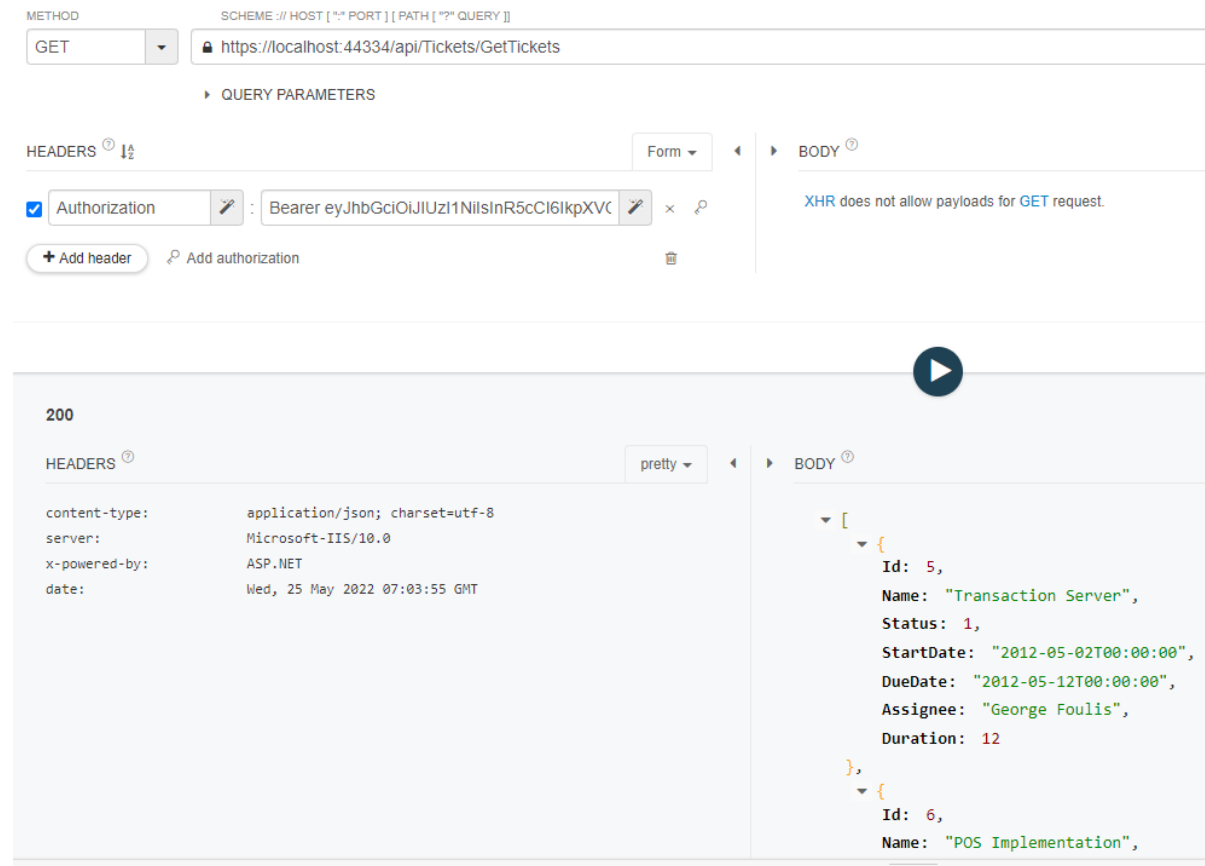 METHOD
SCHEME :// HOST [ ":" PORT ] [ PATH [ "?" QUERY ]]
GET
https://localhost:44334/api/Tickets/GetTickets
QUERY PARAMETERS
HEADERS ? Form BODY ?
Authorization : Bearer eyJhbGciOiJIUzI1NiIsInR5cCI6IkpXVC
XHR does not allow payloads for GET request.
+ Add header Add authorization
200
HEADERS ? pretty BODY ?
content-type: application/json; charset=utf-8
server: Microsoft-IIS/10.0
x-powered-by: ASP.NET
date: Wed, 25 May 2022 07:03:55 GMT
[
{
Id: 5,
Name: "Transaction Server",
Status: 1,
StartDate: "2012-05-02T00:00:00",
DueDate: "2012-05-12T00:00:00",
Assignee: "George Foulis",
Duration: 12
},
{
Id: 6,
Name: "POS Implementation",